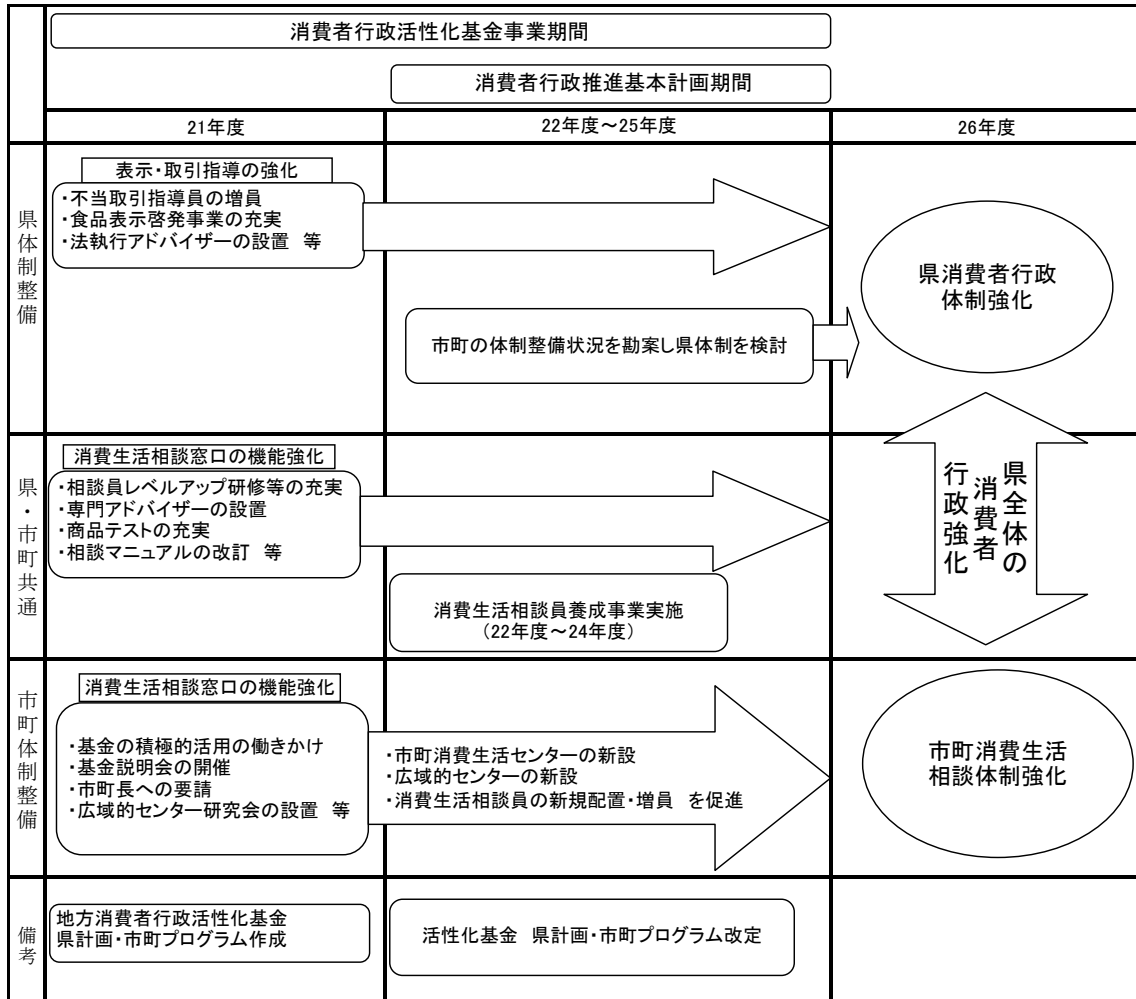 消費者行政活性化基金事業期間
消費者行政推進基本計画期間
21年度
22年度～25年度
26年度
県体制整備
表示・取引指導の強化
・不当取引指導員の増員
・食品表示啓発事業の充実
・法執行アドバイザーの設置 等
市町の体制整備状況を勘案し県体制を検討
県消費者行政
体制強化
県・市町共通
消費生活相談窓口の機能強化
・相談員レベルアップ研修等の充実
・専門アドバイザーの設置
・商品テストの充実
・相談マニュアルの改訂 等
消費生活相談員養成事業実施
(22年度～24年度)
県全体の
消費者
行政強化
市町体制整備
消費生活相談窓口の機能強化
・基金の積極的活用の働きかけ
・基金説明会の開催
・市町長への要請
・広域的センター研究会の設置 等
・市町消費生活センターの新設
・広域的センターの新設
・消費生活相談員の新規配置・増員 を促進
市町消費生活
相談体制強化
備考
地方消費者行政活性化基金
県計画・市町プログラム作成
活性化基金 県計画・市町プログラム改定